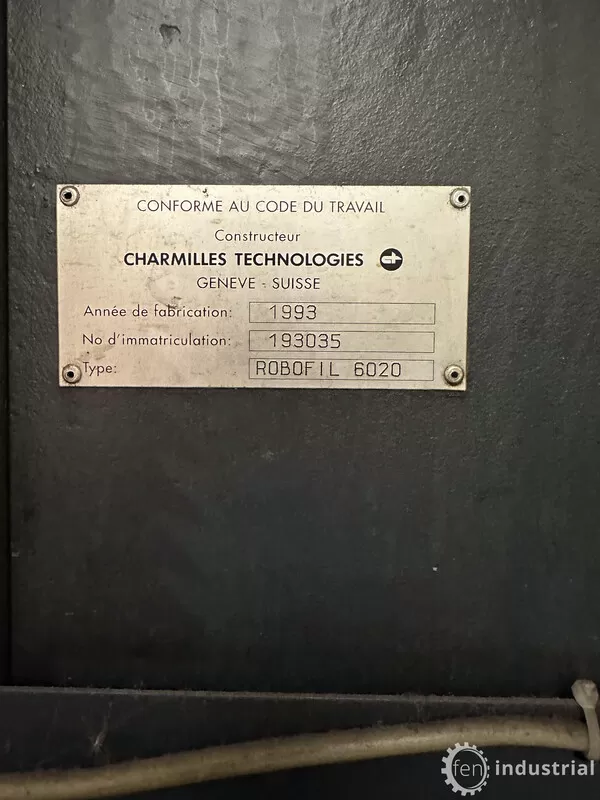 CONFORME AU CODE DU TRAVAIL
Constructeur
CHARMILLES TECHNOLOGIES
GENEVE - SUISSE
Année de fabrication: 1993
No d'immatriculation: 193035
Type: ROBOFIL 6020
fen industrial